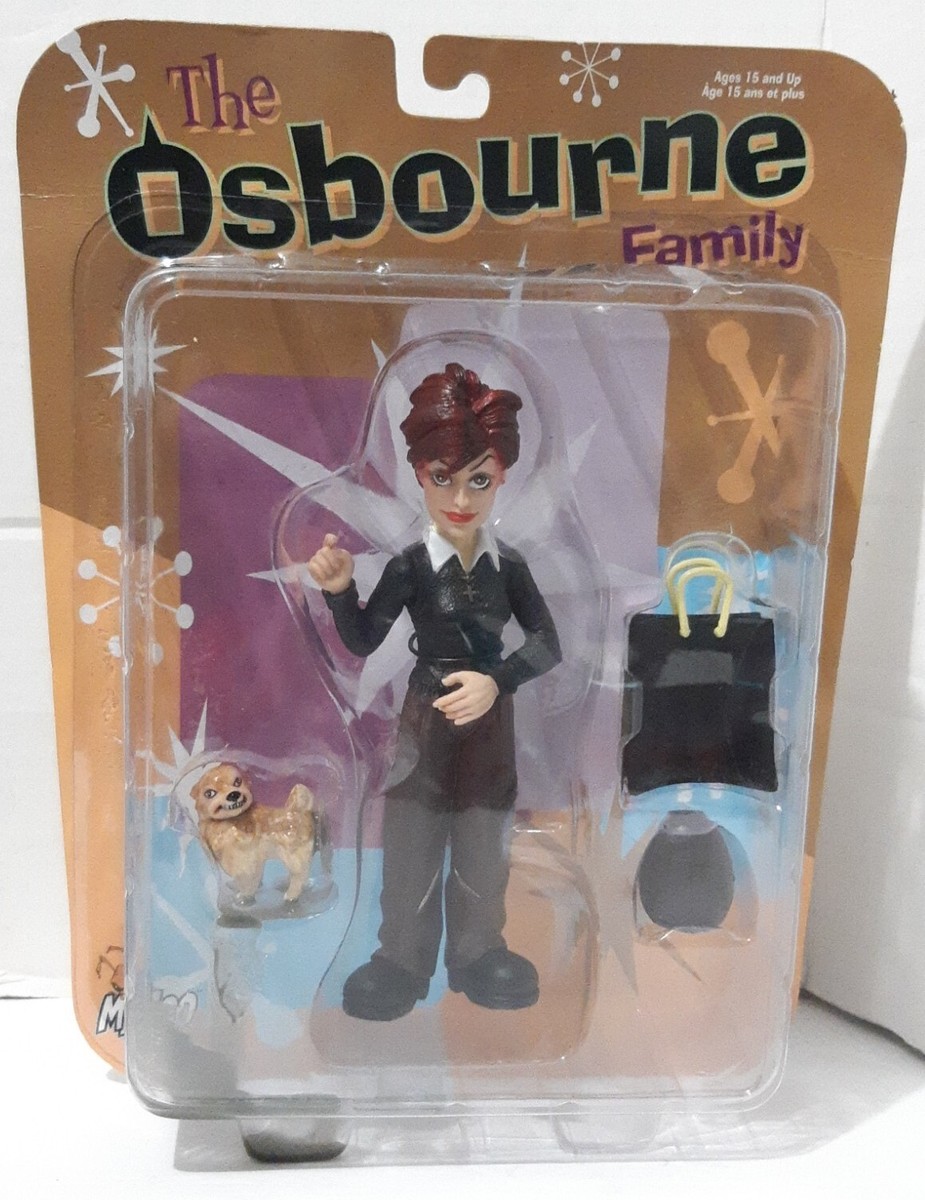 The
Osbourne
Family
Ages 15 and Up
Âge 15 ans et plus